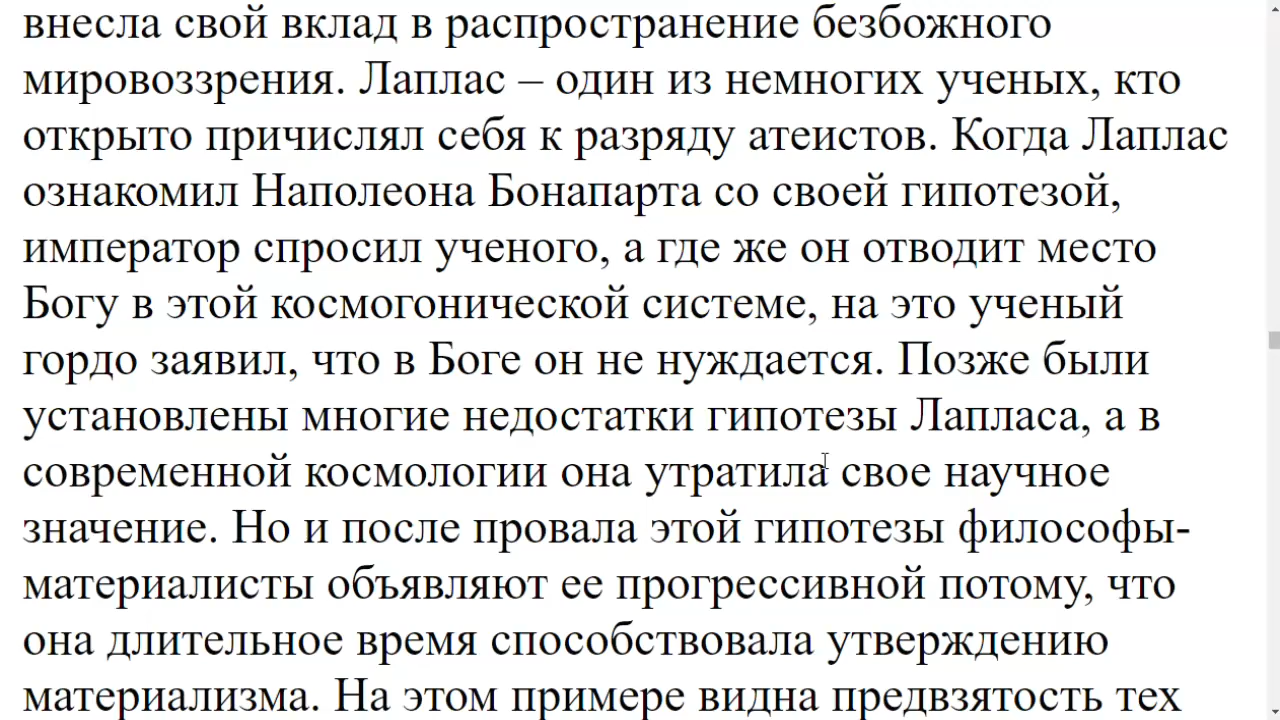 внесла свой вклад в распространение безбожного
мировоззрения. Лаплас – один из немногих ученых, кто
открыто причислял себя к разряду атеистов. Когда Лаплас
ознакомил Наполеона Бонапарта со своей гипотезой,
император спросил ученого, а где же он отводит место
Богу в этой космогонической системе, на это ученый
гордо заявил, что в Боге он не нуждается. Позже были
установлены многие недостатки гипотезы Лапласа, а в
современной космологии она утратила свое научное
значение. Но и после провала этой гипотезы философы-
материалисты объявляют ее прогрессивной потому, что
она длительное время способствовала утверждению
материализма. На этом примере видна предвзятость тех